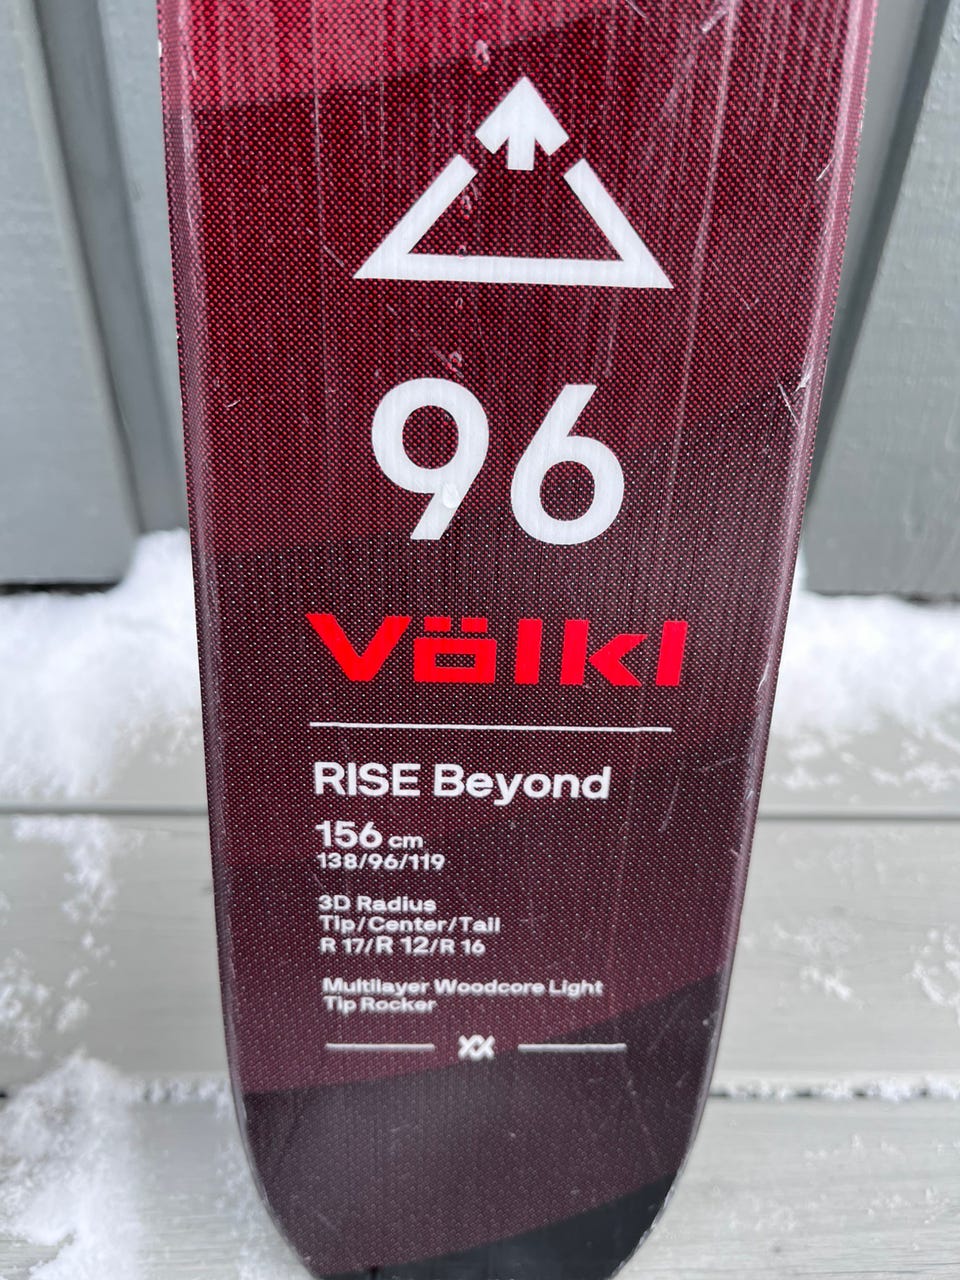 96
Völkl
RISE Beyond
156 cm
138/96/119
3D Radius
Tip/Center/Tail
R 17/R 12/R 16
Multilayer Woodcore Light
Tip Rocker